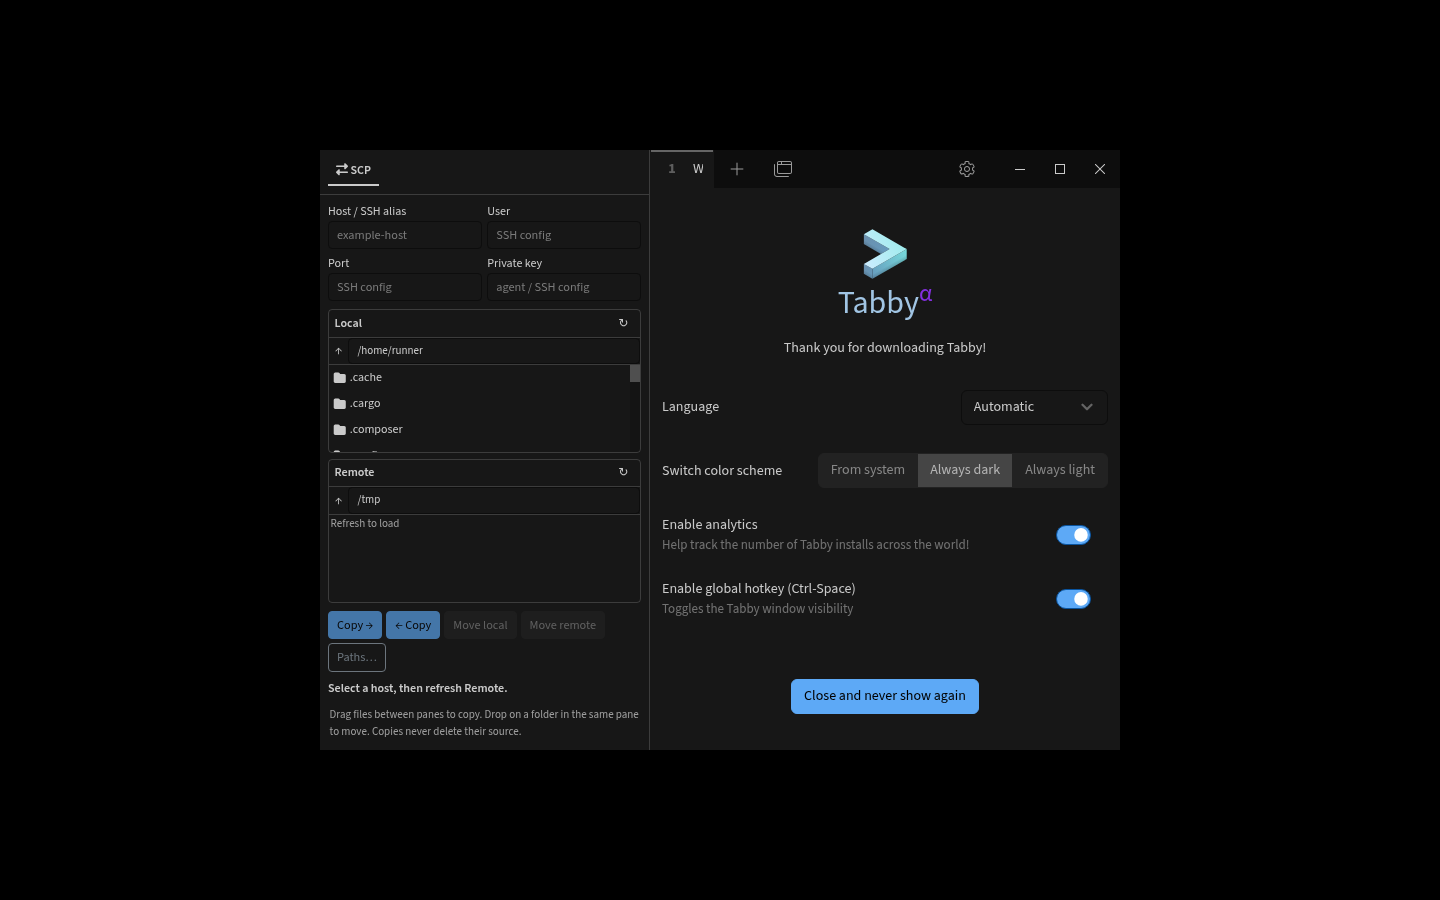 SCP
1 W
Host / SSH alias
User
example-host
SSH config
Port
Private key
SSH config
agent / SSH config
Local
↻
↑ /home/runner
.cache
.cargo
.composer
Remote
↻
↑ /tmp
Refresh to load
Copy →
← Copy
Move local
Move remote
Paths…
Select a host, then refresh Remote.
Drag files between panes to copy. Drop on a folder in the same pane
to move. Copies never delete their source.
Tabbyα
Thank you for downloading Tabby!
Language
Automatic
Switch color scheme
From system
Always dark
Always light
Enable analytics
Help track the number of Tabby installs across the world!
Enable global hotkey (Ctrl-Space)
Toggles the Tabby window visibility
Close and never show again